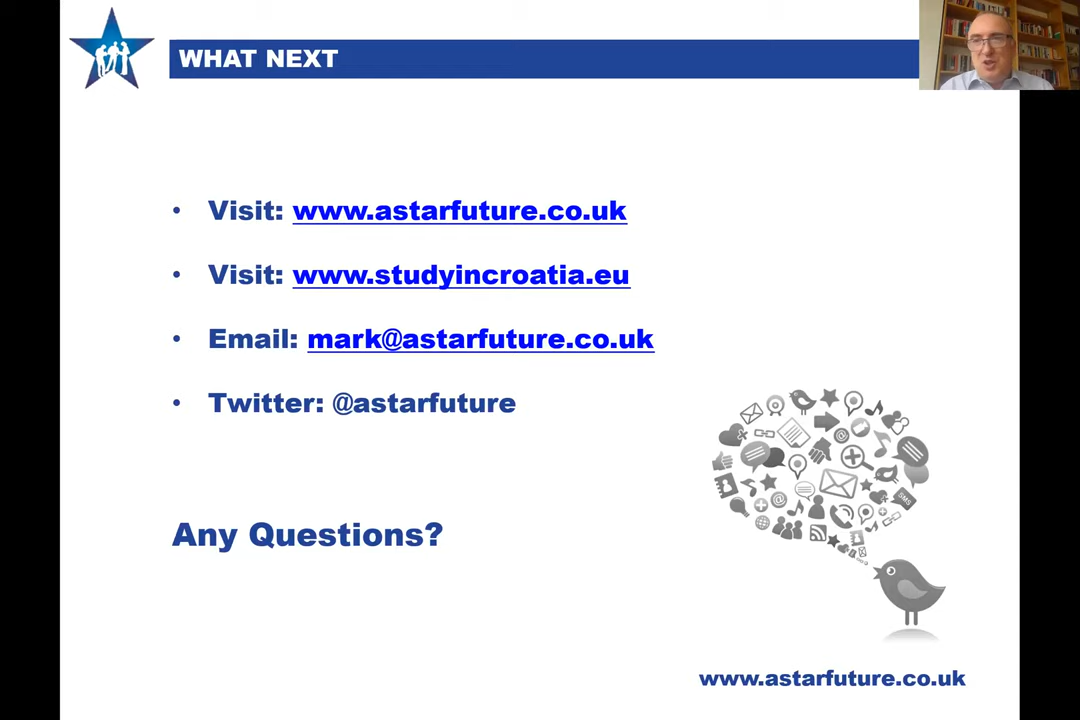 WHAT NEXT
• Visit: www.astarfuture.co.uk
• Visit: www.studyincroatia.eu
• Email: mark@astarfuture.co.uk
• Twitter: @astarfuture
SMS
Any Questions?
www.astarfuture.co.uk